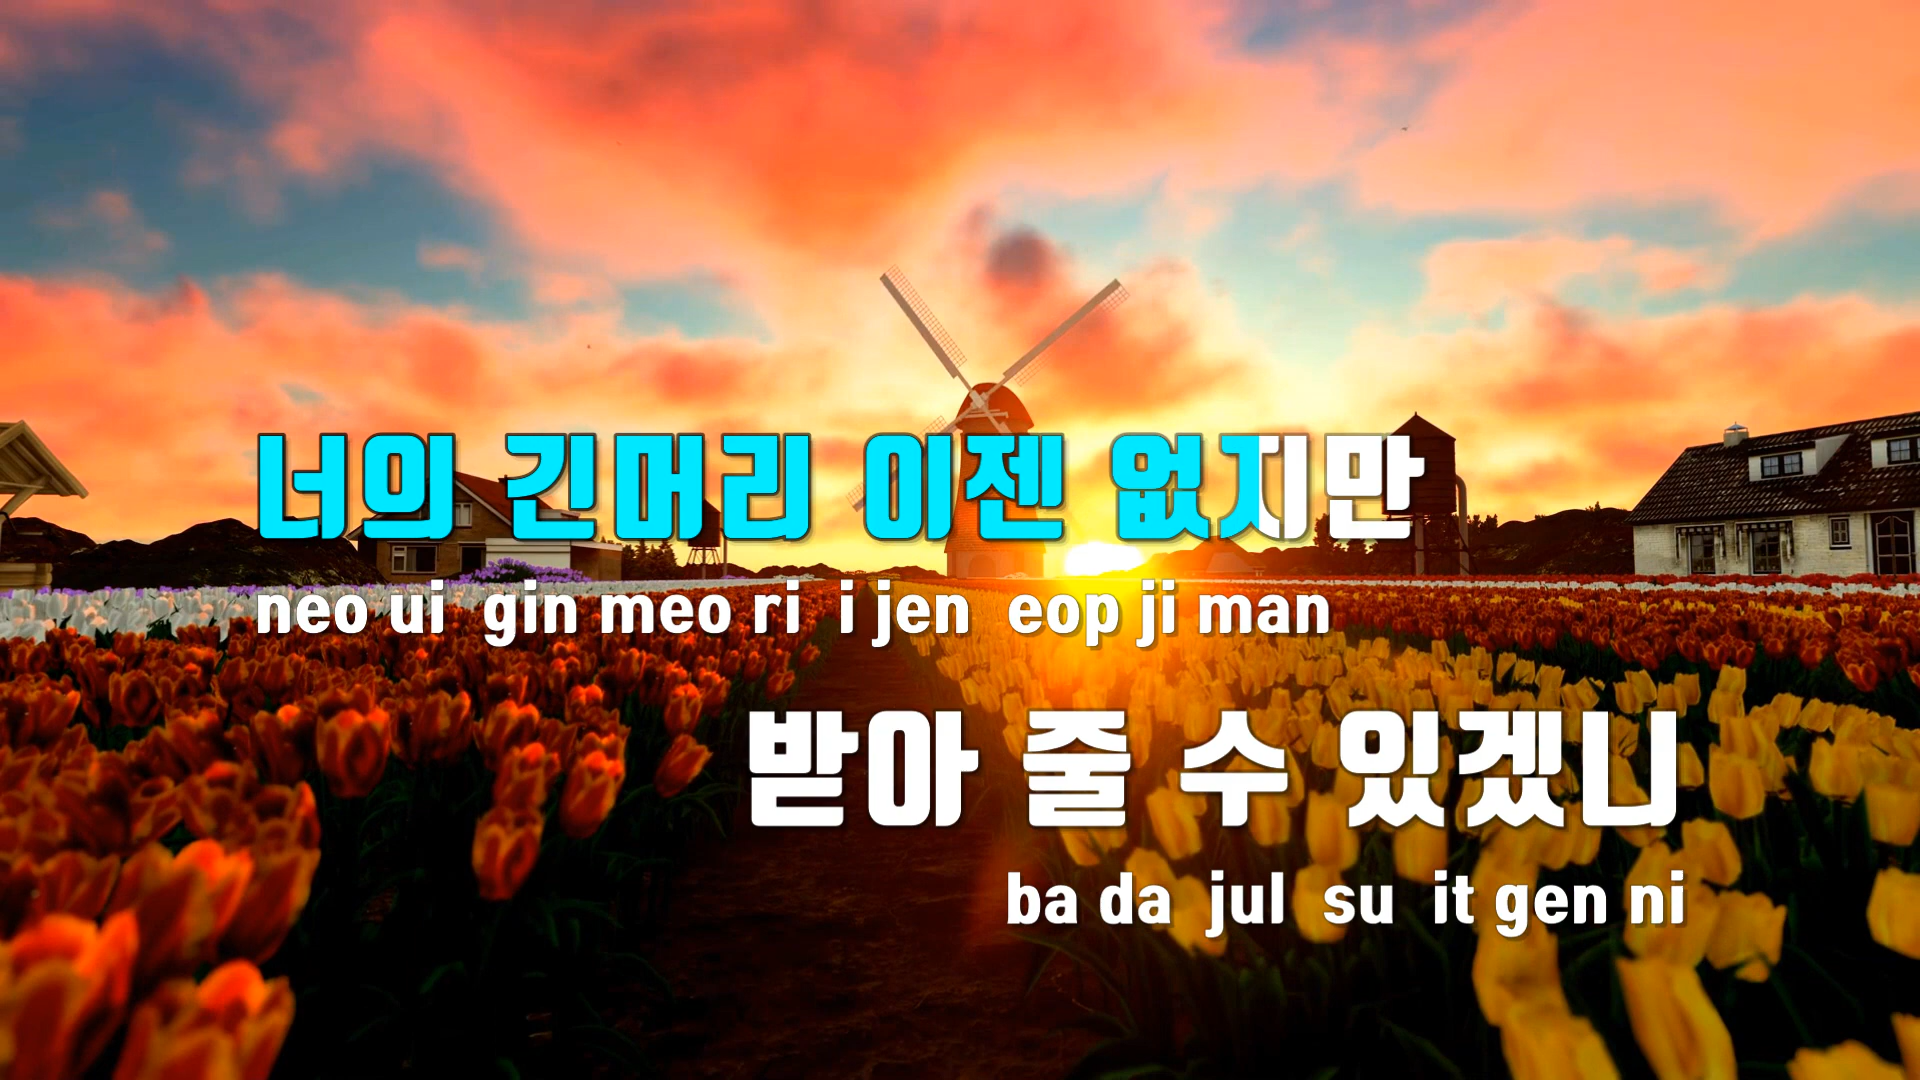 너의 긴머리 이젠 없지만
neo ui gin meo ri i jen eop ji man
받아 줄 수 있겠니
ba da jul su it gen ni